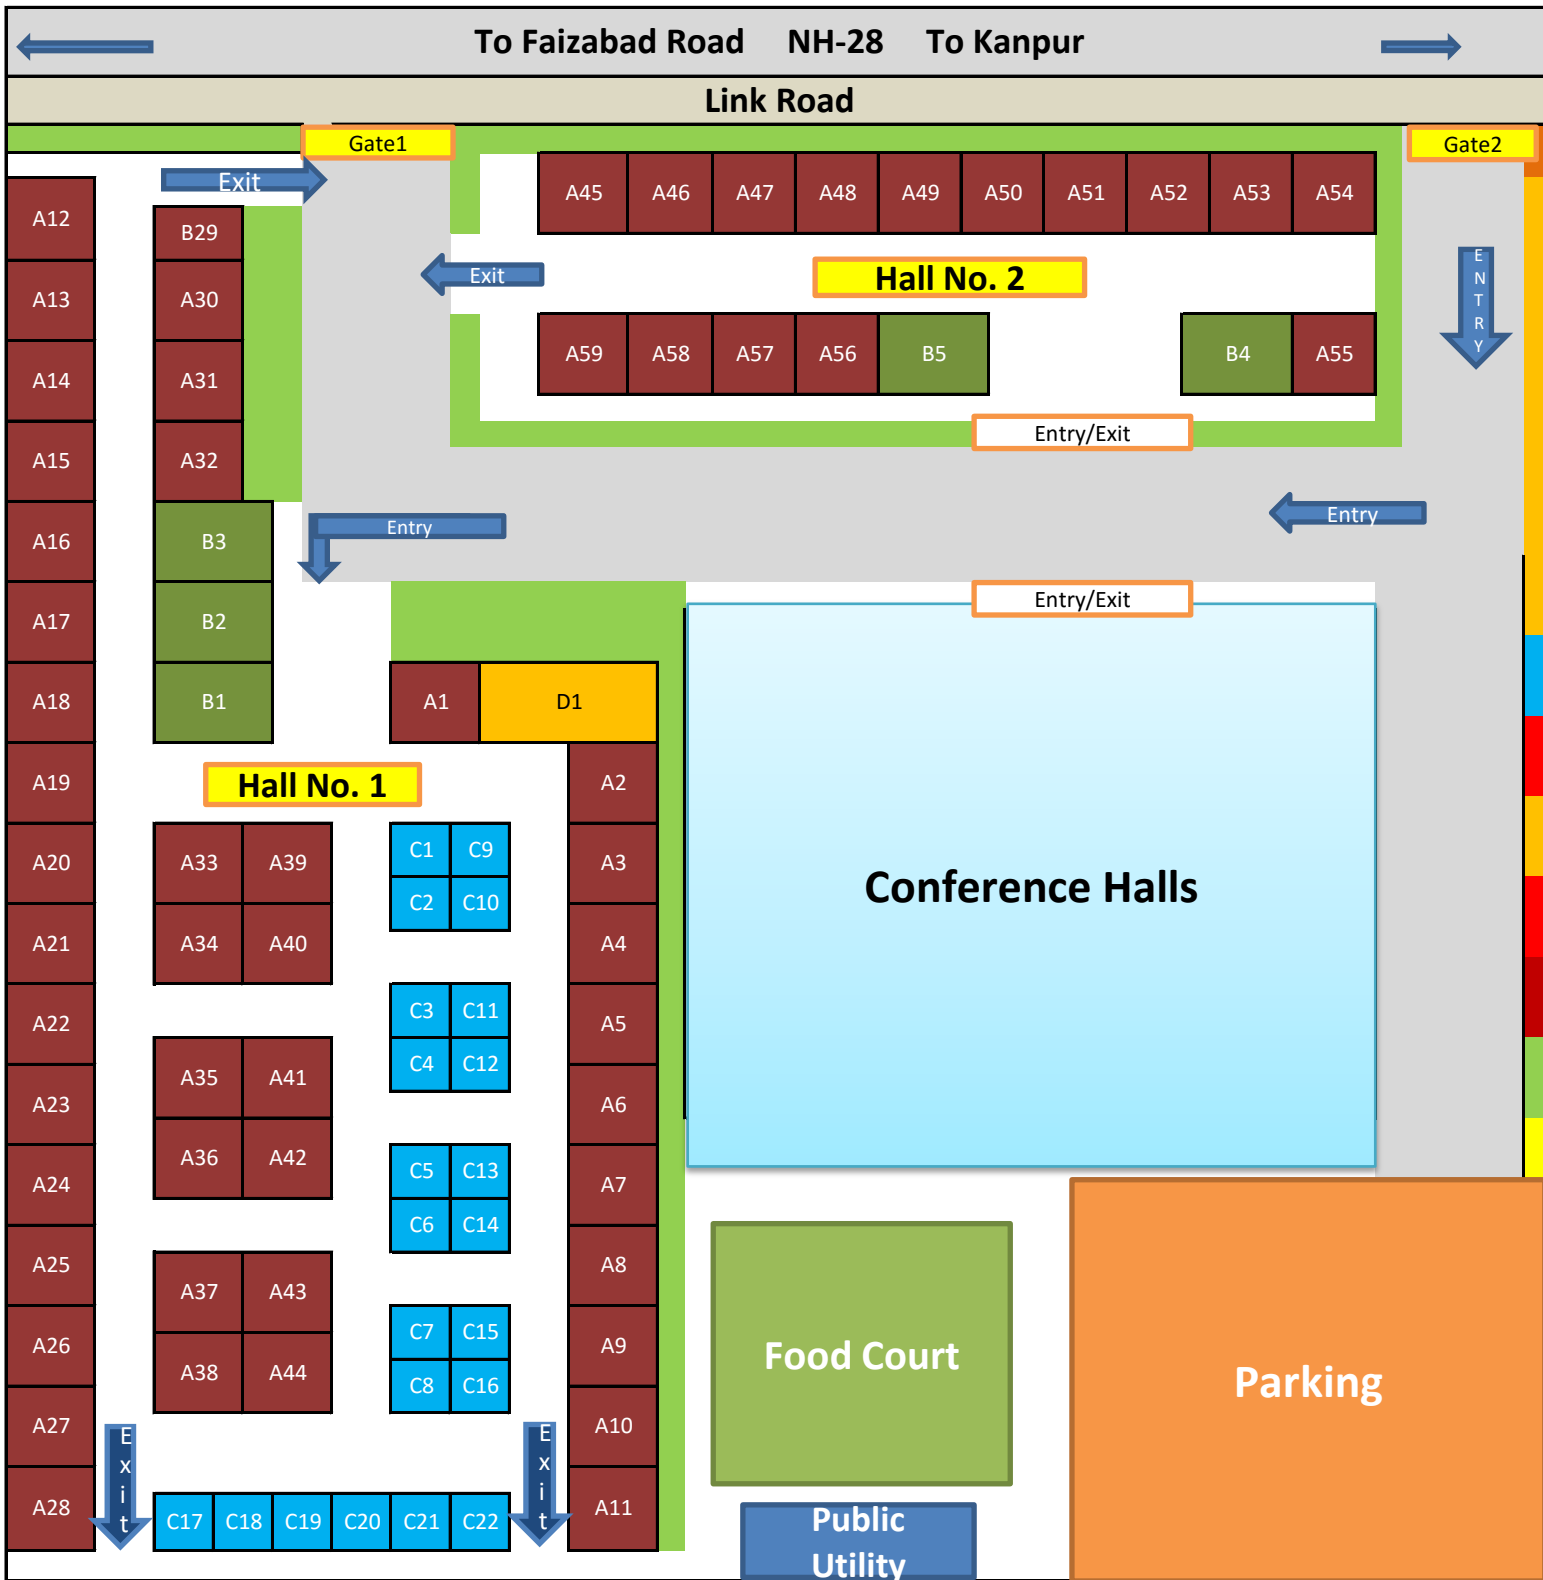 To Faizabad Road NH-28 To Kanpur
Link Road
Gate1
Gate2
Exit
A45 A46 A47 A48 A49 A50 A51 A52 A53 A54
A12
B29
Exit
Hall No. 2
ENTRY
A13
A30
A59 A58 A57 A56 B5 B4 A55
A14
A31
Entry/Exit
A15
A32
Entry
Entry
A16
B3
Entry/Exit
A17
B2
A18
B1
A1 D1
A19
Hall No. 1
A2
A20
A33 A39
C1 C9
A3
Conference Halls
C2 C10
A21
A34 A40
A4
A22
C3 C11
A5
A23
A35 A41
C4 C12
A6
A24
A36 A42
C5 C13
A7
C6 C14
A25
A37 A43
A8
A26
C7 C15
A9
Food Court
Parking
A38 A44
C8 C16
A27
Exit
Exit
A10
A28
C17 C18 C19 C20 C21 C22
A11
Public
Utility